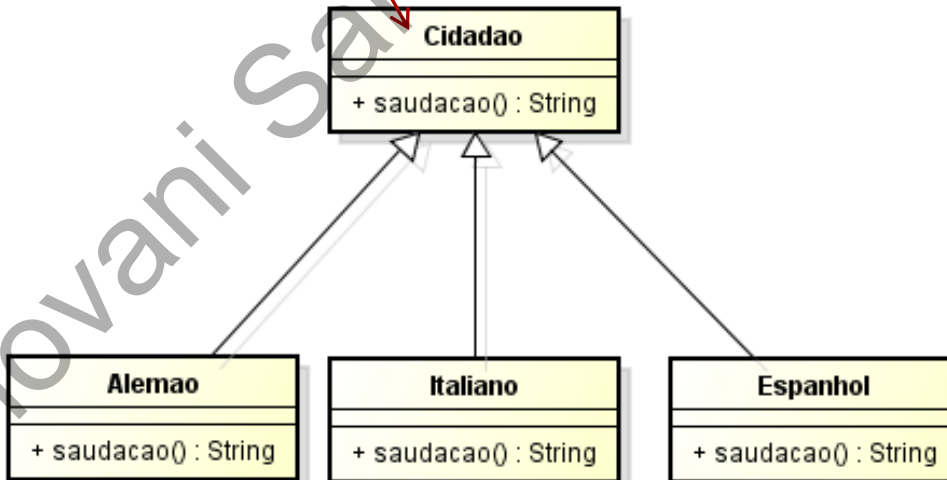 Cidadao
+ saudacao() : String
Alemao
+ saudacao() : String
Italiano
+ saudacao() : String
Espanhol
+ saudacao() : String